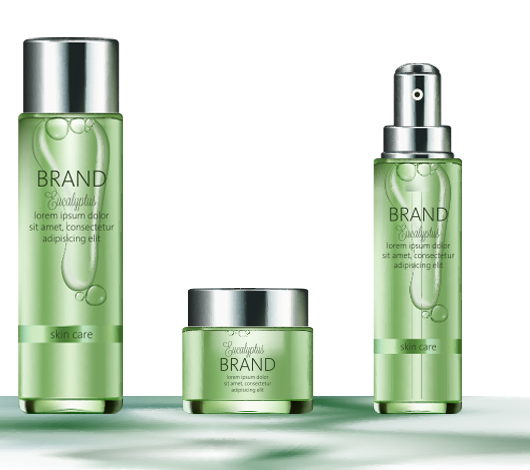 BRAND
Eucalyptus
lorem ipsum dolor
sit amet, consectetur
adipisicing elit
skin care
Eucalyptus
BRAND
lorem ipsum dolor
sit amet, consectetur
adipisicing elit
BRAND
Eucalyptus
lorem ipsum dolor
sit amet, consectetur
adipisicing elit
skin care